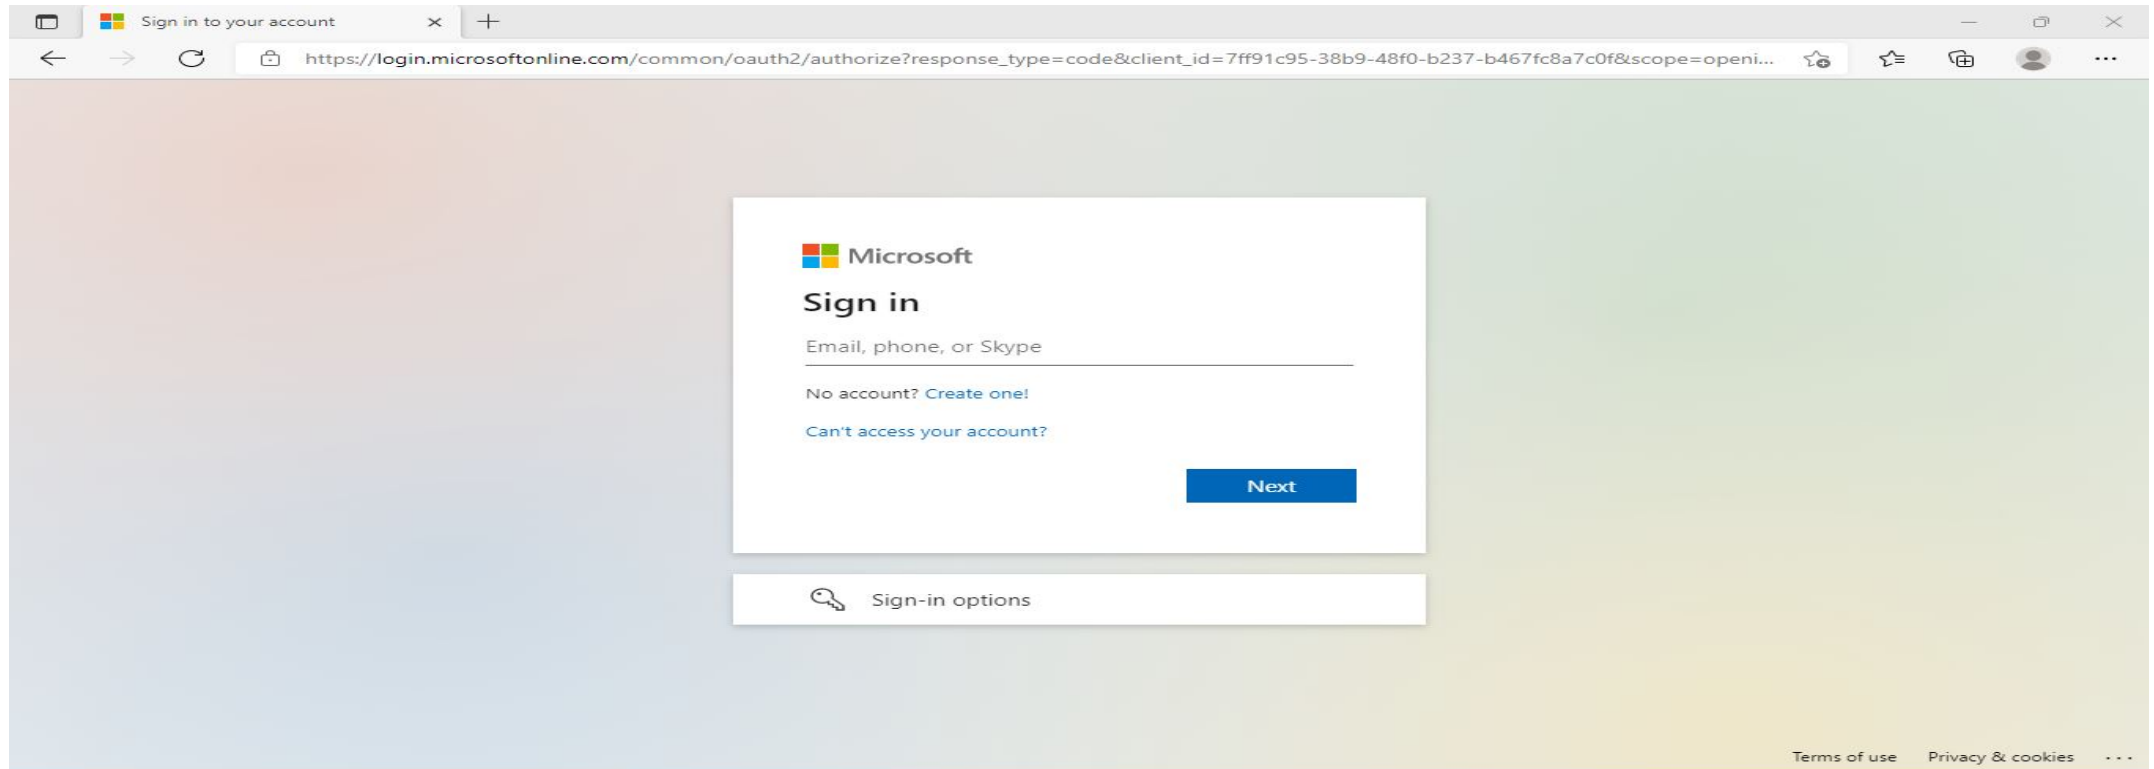 Sign in to your account
https://login.microsoftonline.com/common/oauth2/authorize?response_type=code&client_id=7ff91c95-38b9-48f0-b237-b467fc8a7c0f&scope=openi...
Microsoft
Sign in
Email, phone, or Skype
No account? Create one!
Can't access your account?
Next
Sign-in options
Terms of use Privacy & cookies ...